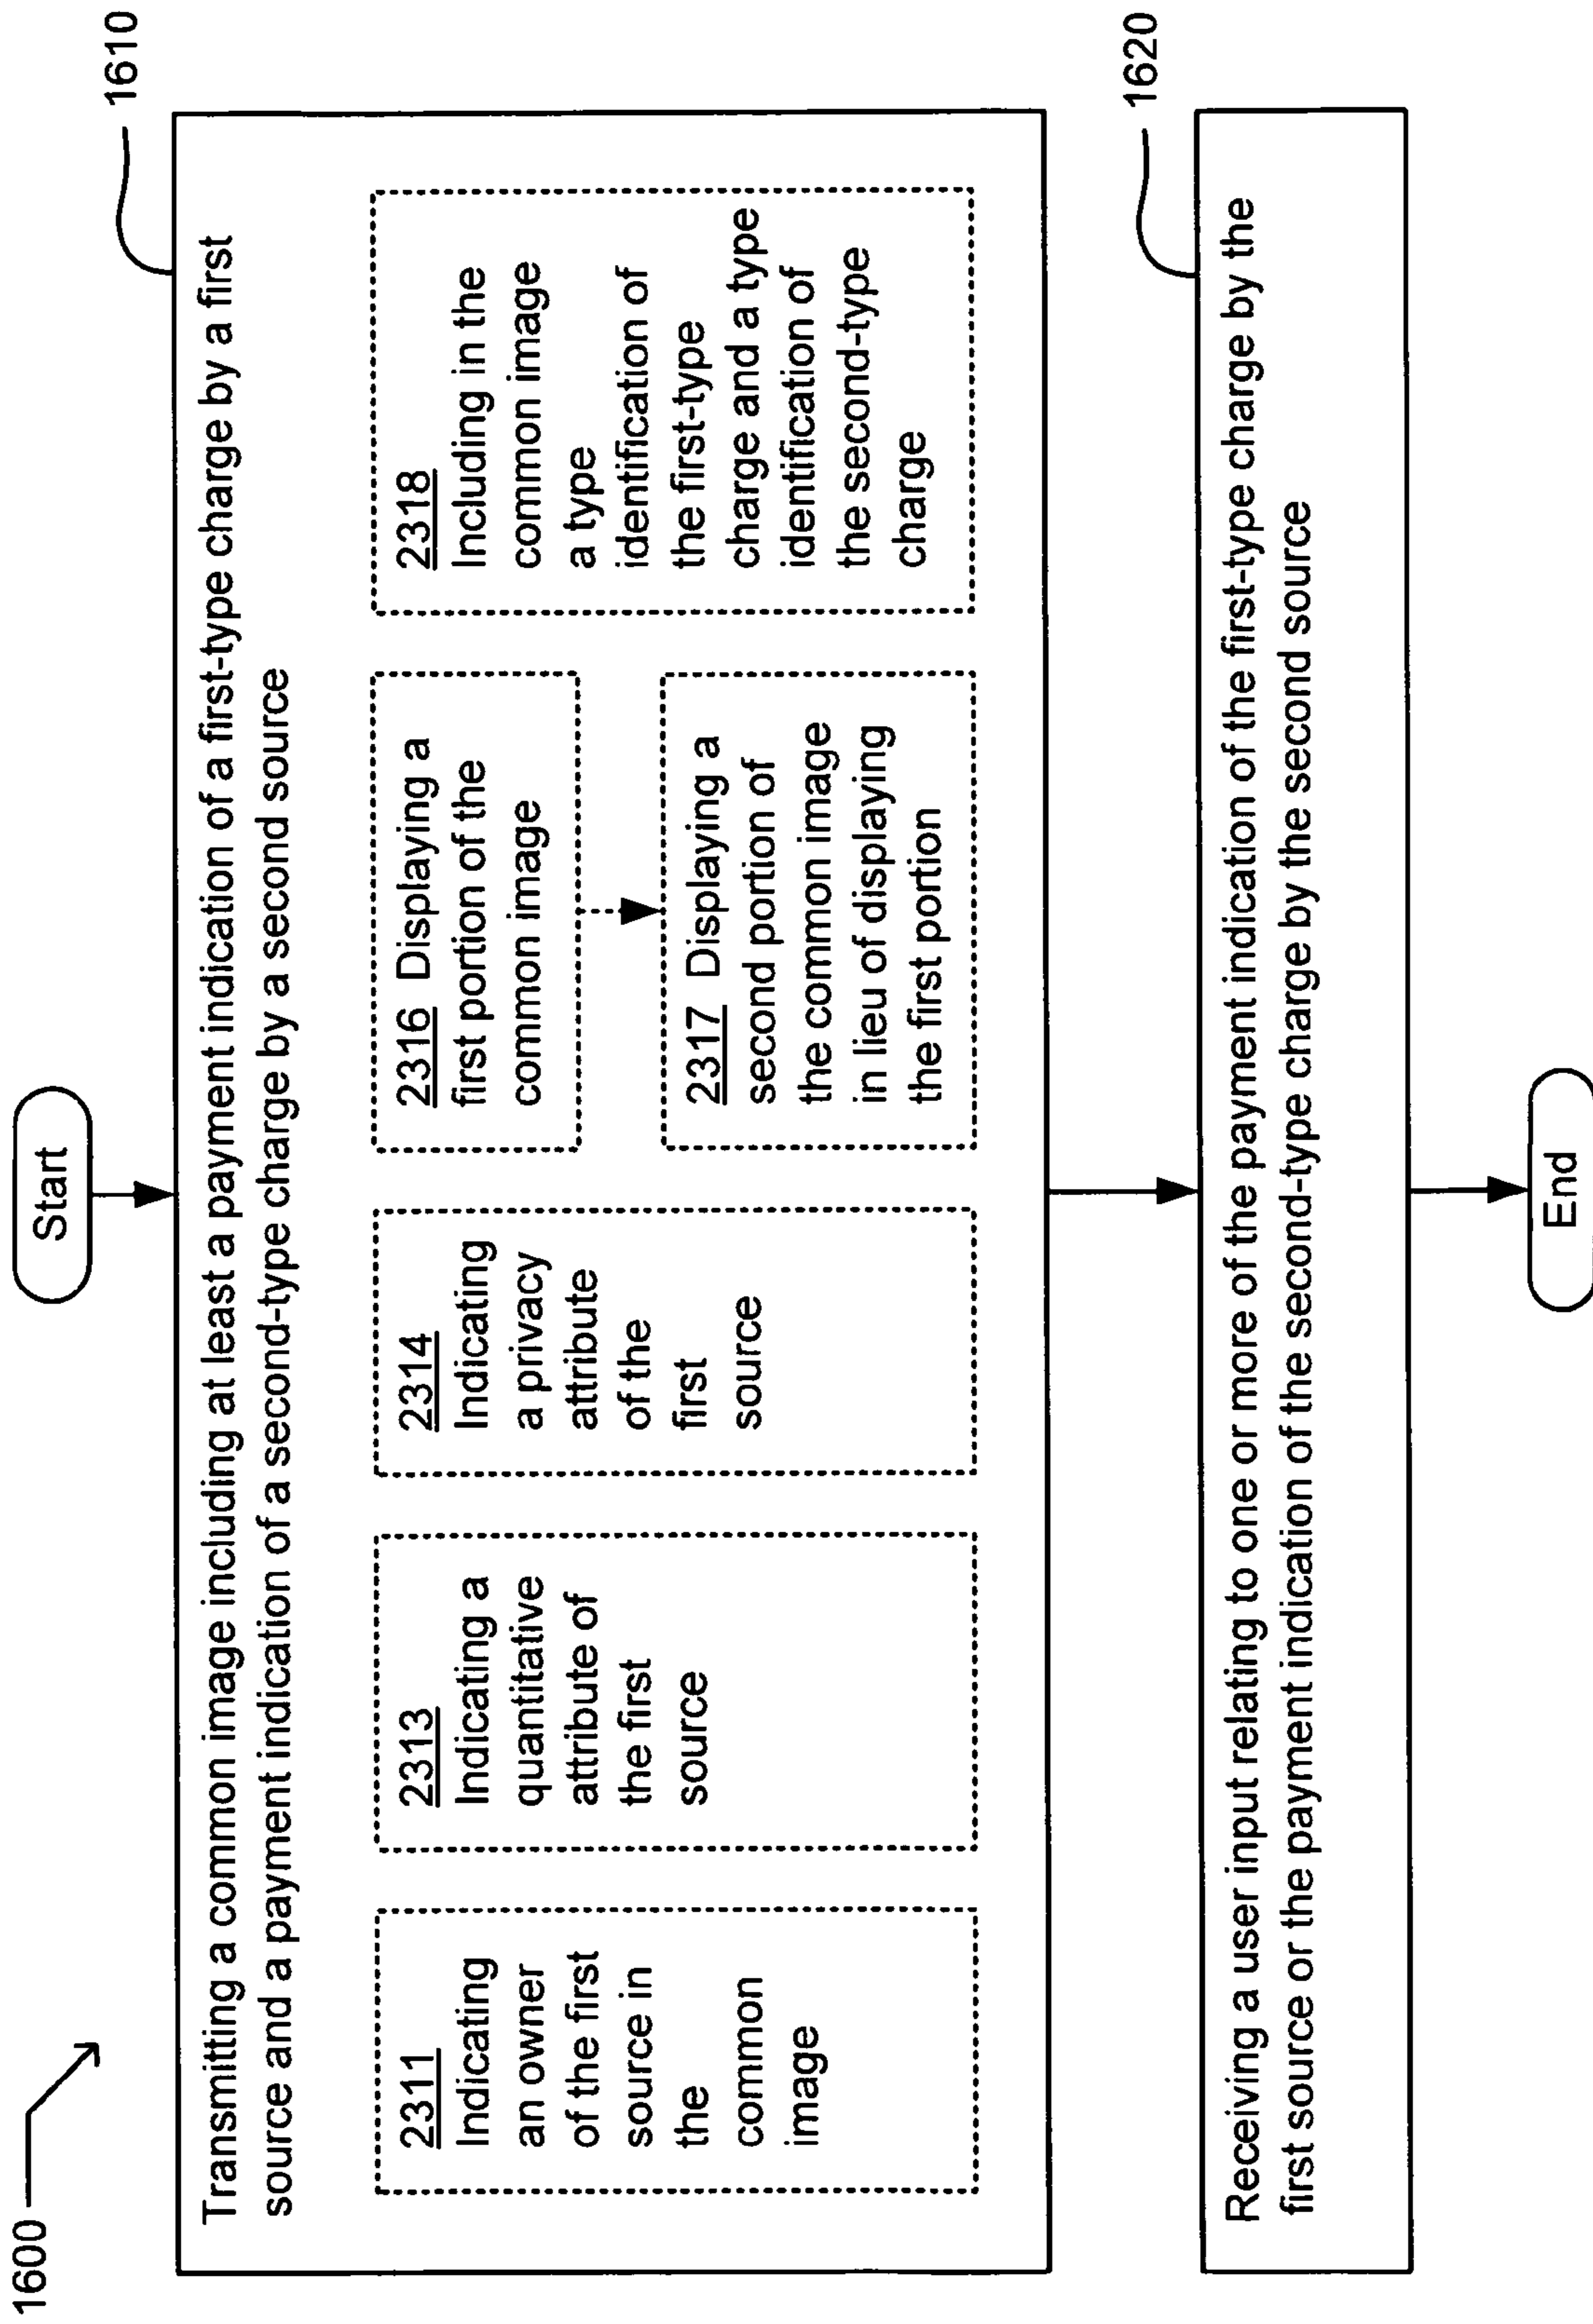 1600
Start
1610
Transmitting a common image including at least a payment indication of a first-type charge by a first
source and a payment indication of a second-type charge by a second source
2311
Indicating
an owner
of the first
source in
the
common
image
2313
Indicating a
quantitative
attribute of
the first
source
2314
Indicating
a privacy
attribute
of the
first
source
2316 Displaying a
first portion of the
common image
2317 Displaying a
second portion of
the common image
in lieu of displaying
the first portion
2318
Including in the
common image
a type
identification of
the first-type
charge and a type
identification of
the second-type
charge
1620
Receiving a user input relating to one or more of the payment indication of the first-type charge by the
first source or the payment indication of the second-type charge by the second source
End